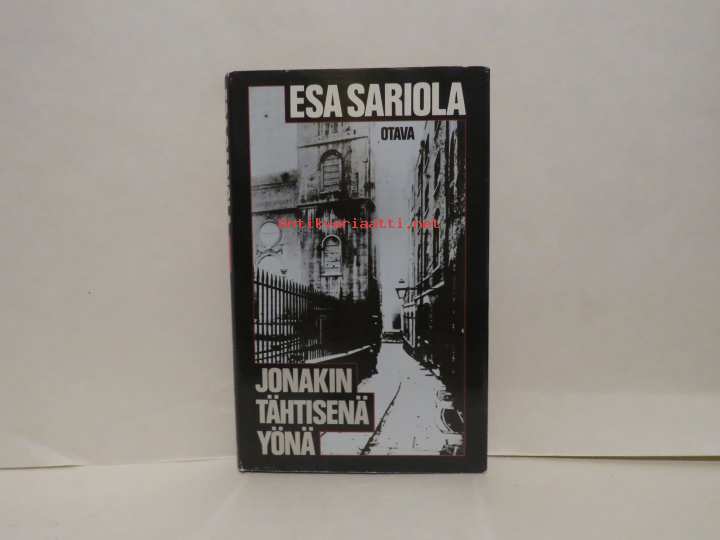 ESA SARIOLA
OTAVA
Antikvariaatti.net
JONAKIN
TÄHTISENÄ
YÖNÄ